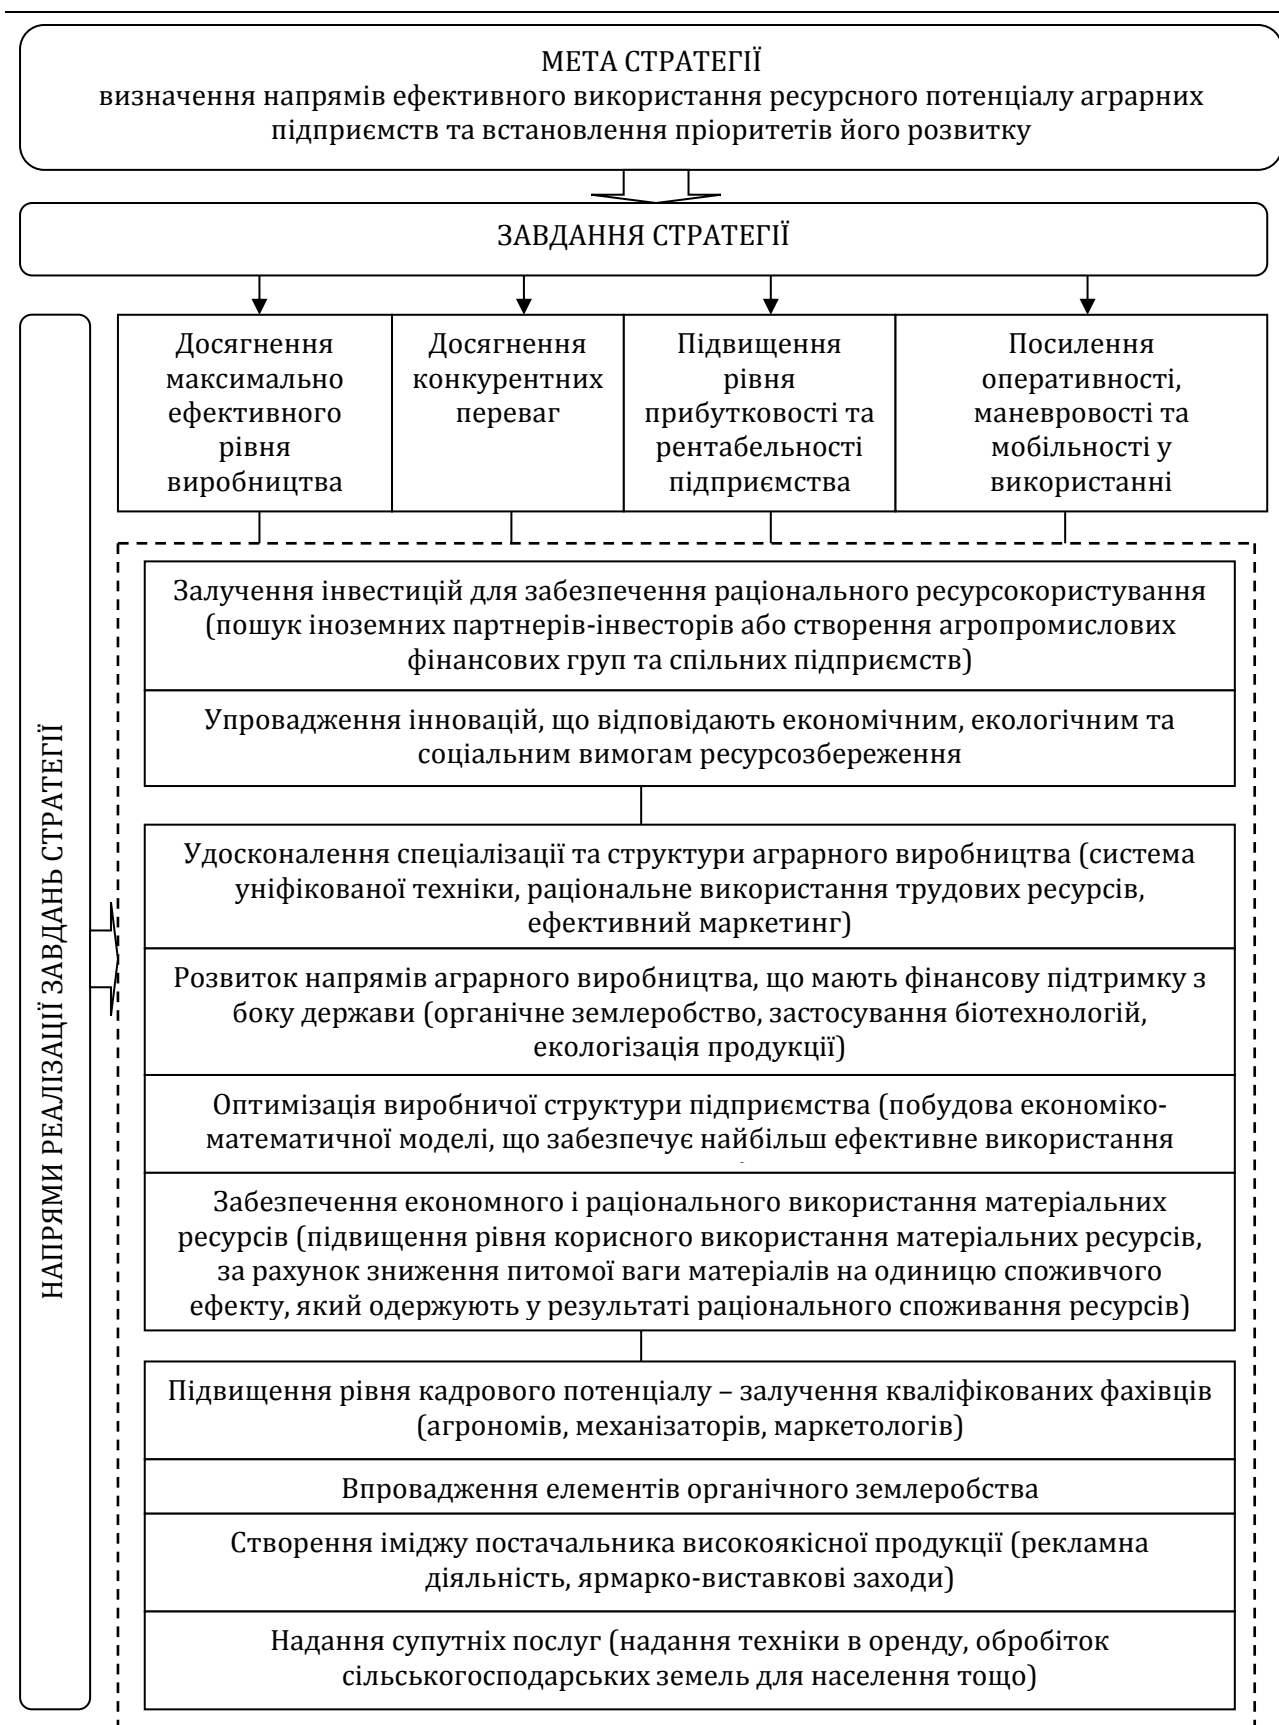 МЕТА СТРАТЕГІЇ
визначення напрямів ефективного використання ресурсного потенціалу аграрних
підприємств та встановлення пріоритетів його розвитку
ЗАВДАННЯ СТРАТЕГІЇ
Досягнення
максимально
ефективного
рівня
виробництва
Досягнення
конкурентних
переваг
Підвищення
рівня
прибутковості та
рентабельності
підприємства
Посилення
оперативності,
маневровості та
мобільності у
використанні
НАПРЯМИ РЕАЛІЗАЦІЇ ЗАВДАНЬ СТРАТЕГІЇ
Залучення інвестицій для забезпечення раціонального ресурсокористування
(пошук іноземних партнерів-інвесторів або створення агропромислових
фінансових груп та спільних підприємств)
Упровадження інновацій, що відповідають економічним, екологічним та
соціальним вимогам ресурсозбереження
Удосконалення спеціалізації та структури аграрного виробництва (система
уніфікованої техніки, раціональне використання трудових ресурсів,
ефективний маркетинг)
Розвиток напрямів аграрного виробництва, що мають фінансову підтримку з
боку держави (органічне землеробство, застосування біотехнологій,
екологізація продукції)
Оптимізація виробничої структури підприємства (побудова економіко-
математичної моделі, що забезпечує найбільш ефективне використання
Забезпечення економного і раціонального використання матеріальних
ресурсів (підвищення рівня корисного використання матеріальних ресурсів,
за рахунок зниження питомої ваги матеріалів на одиницю споживчого
ефекту, який одержують у результаті раціонального споживання ресурсів)
Підвищення рівня кадрового потенціалу – залучення кваліфікованих фахівців
(агрономів, механізаторів, маркетологів)
Впровадження елементів органічного землеробства
Створення іміджу постачальника високоякісної продукції (рекламна
діяльність, ярмарко-виставкові заходи)
Надання супутніх послуг (надання техніки в оренду, обробіток
сільськогосподарських земель для населення тощо)